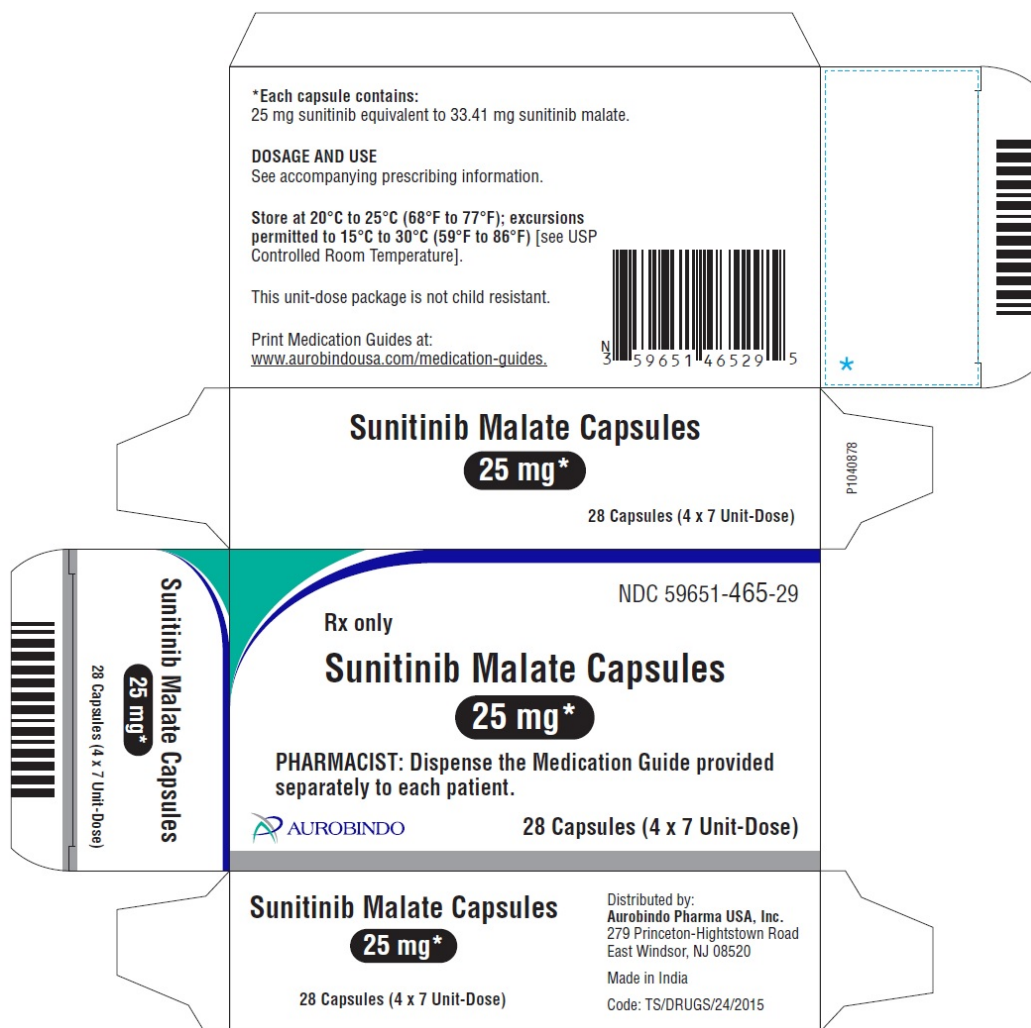 *Each capsule contains:
25 mg sunitinib equivalent to 33.41 mg sunitinib malate.
DOSAGE AND USE
See accompanying prescribing information.
Store at 20°C to 25°C (68°F to 77°F); excursions
permitted to 15°C to 30°C (59°F to 86°F) [see USP
Controlled Room Temperature].
This unit-dose package is not child resistant.
Print Medication Guides at:
www.aurobindousa.com/medication-guides.
N
3 59651 46529 5
*
Sunitinib Malate Capsules
25 mg*
28 Capsules (4 x 7 Unit-Dose)
P1040878
Sunitinib Malate Capsules
25 mg*
28 Capsules (4 x 7 Unit-Dose)
NDC 59651-465-29
Rx only
Sunitinib Malate Capsules
25 mg*
PHARMACIST: Dispense the Medication Guide provided
separately to each patient.
AUROBINDO
28 Capsules (4 x 7 Unit-Dose)
Sunitinib Malate Capsules
25 mg*
28 Capsules (4 x 7 Unit-Dose)
Distributed by:
Aurobindo Pharma USA, Inc.
279 Princeton-Hightstown Road
East Windsor, NJ 08520
Made in India
Code: TS/DRUGS/24/2015